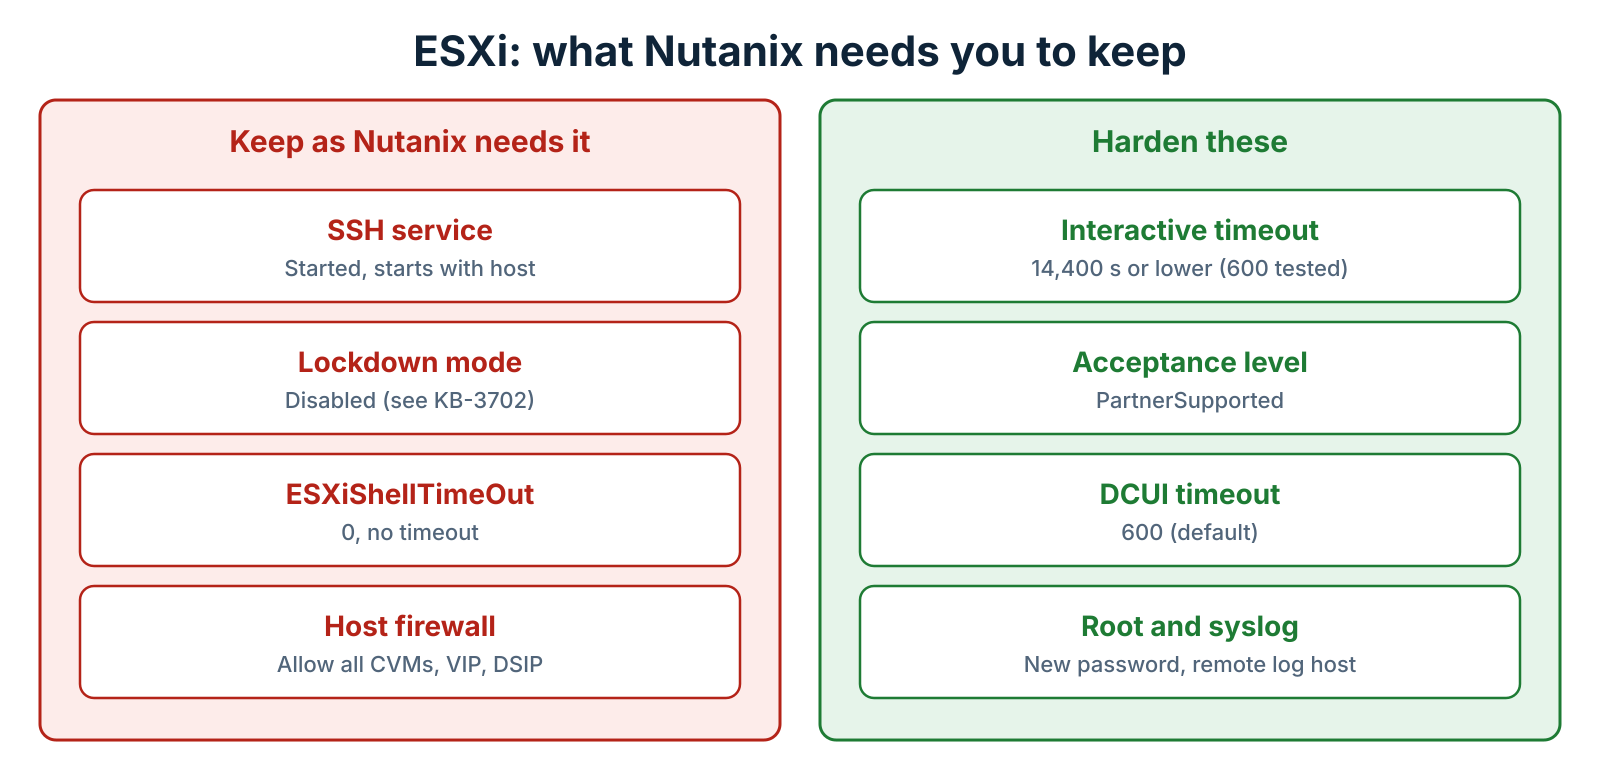 ESXi: what Nutanix needs you to keep
Keep as Nutanix needs it
SSH service
Started, starts with host
Lockdown mode
Disabled (see KB-3702)
ESXiShellTimeOut
0, no timeout
Host firewall
Allow all CVMs, VIP, DSIP
Harden these
Interactive timeout
14,400 s or lower (600 tested)
Acceptance level
PartnerSupported
DCUI timeout
600 (default)
Root and syslog
New password, remote log host